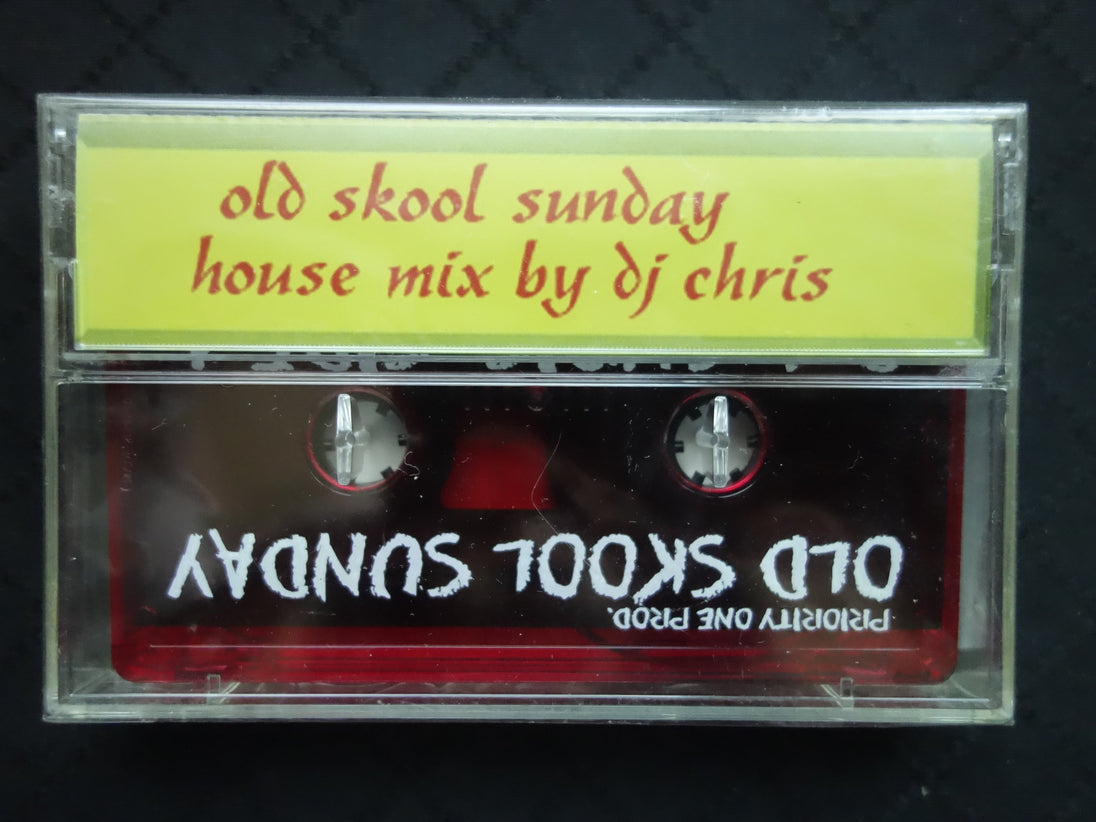 old skool sunday
house mix by dj chris
PRIORITY ONE PROD.
OLD SKOOL SUNDAY